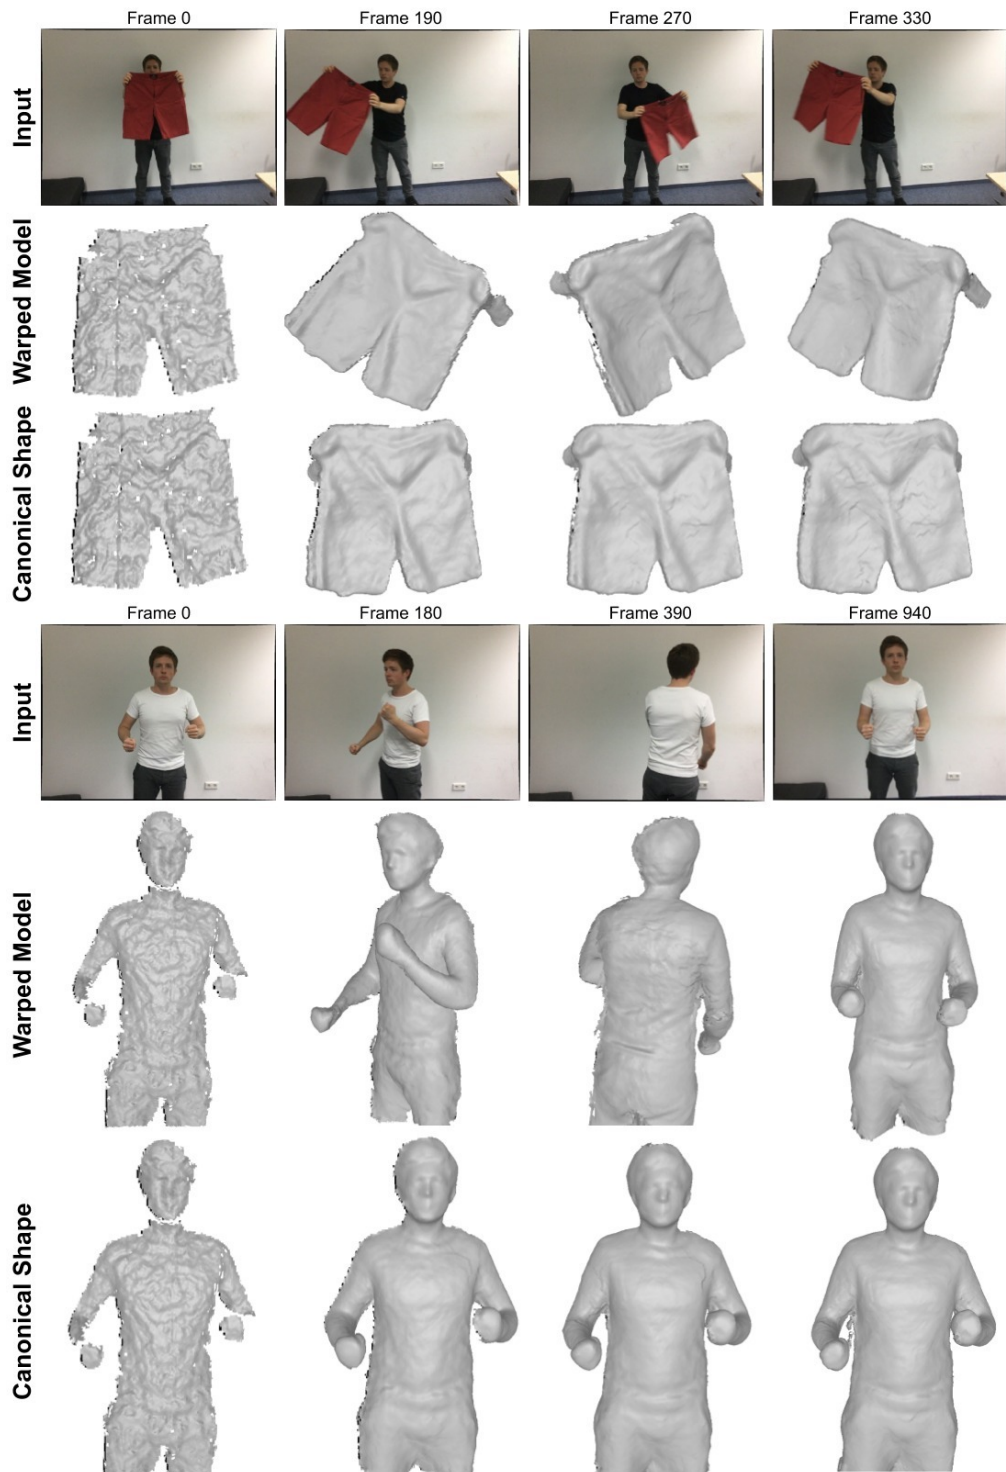 Frame 0 Frame 190 Frame 270 Frame 330
Input
Warped Model
Canonical Shape
Frame 0 Frame 180 Frame 390 Frame 940
Input
Warped Model
Canonical Shape